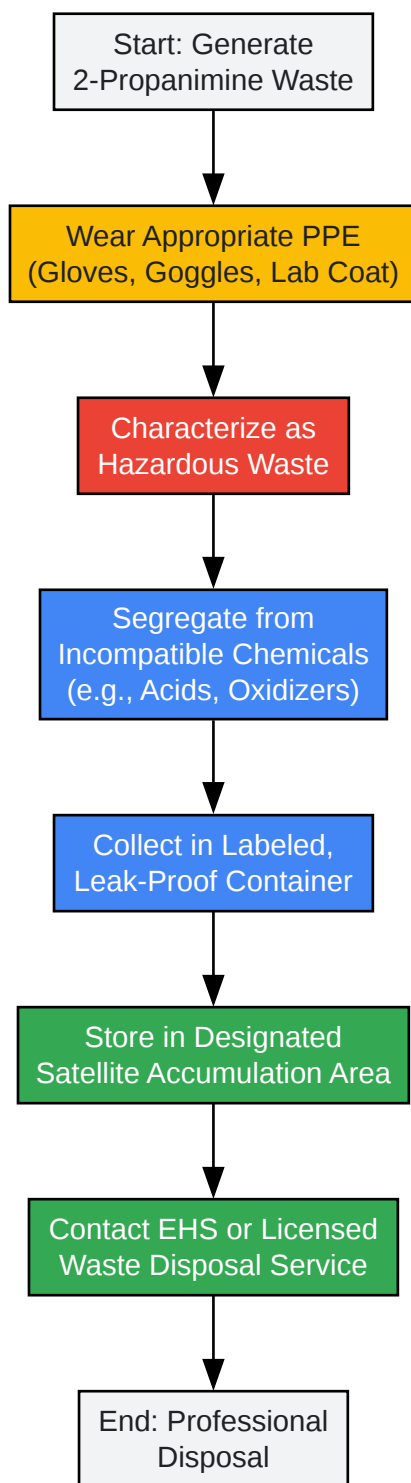 Start: Generate
2-Propanimine Waste
Wear Appropriate PPE
(Gloves, Goggles, Lab Coat)
Characterize as
Hazardous Waste
Segregate from
Incompatible Chemicals
(e.g., Acids, Oxidizers)
Collect in Labeled,
Leak-Proof Container
Store in Designated
Satellite Accumulation Area
Contact EHS or Licensed
Waste Disposal Service
End: Professional
Disposal